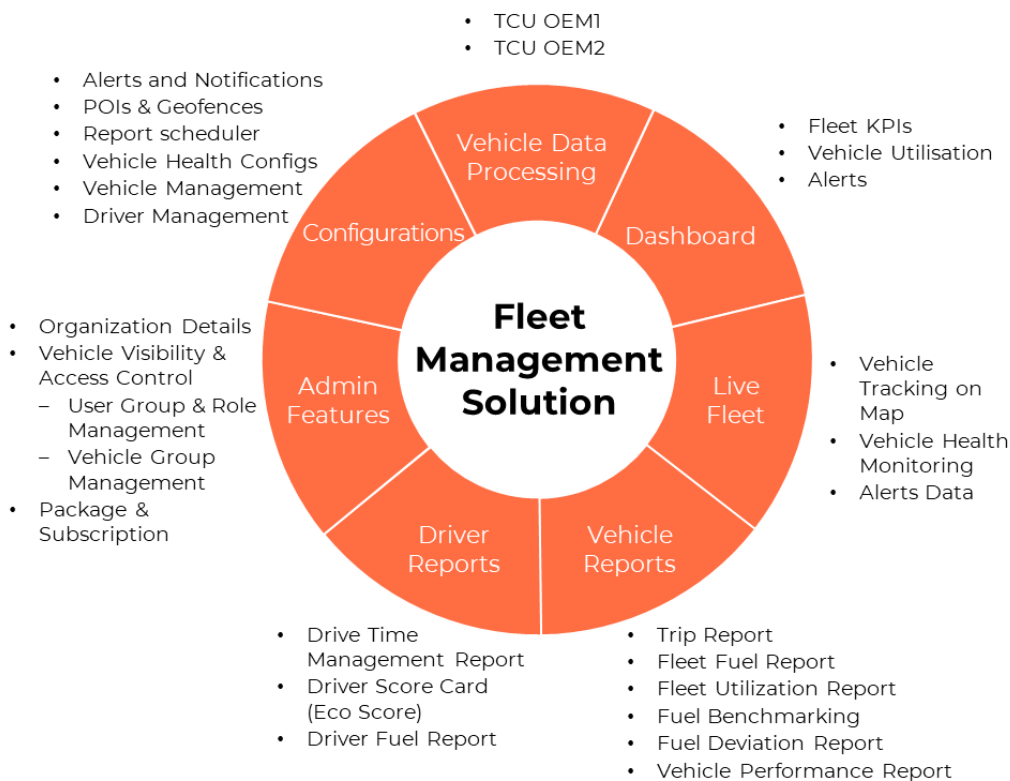 • TCU OEM1
• TCU OEM2
• Alerts and Notifications
• POIs & Geofences
• Report scheduler
• Vehicle Health Configs
• Vehicle Management
• Driver Management
Vehicle Data
Processing
• Fleet KPIs
• Vehicle Utilisation
• Alerts
Configurations
Dashboard
Fleet
Management
Solution
• Organization Details
• Vehicle Visibility &
Access Control
– User Group & Role
Management
– Vehicle Group
Management
• Package &
Subscription
Admin
Features
Live
Fleet
• Vehicle
Tracking on
Map
• Vehicle Health
Monitoring
• Alerts Data
Driver
Reports
Vehicle
Reports
• Drive Time
Management Report
• Driver Score Card
(Eco Score)
• Driver Fuel Report
• Trip Report
• Fleet Fuel Report
• Fleet Utilization Report
• Fuel Benchmarking
• Fuel Deviation Report
• Vehicle Performance Report